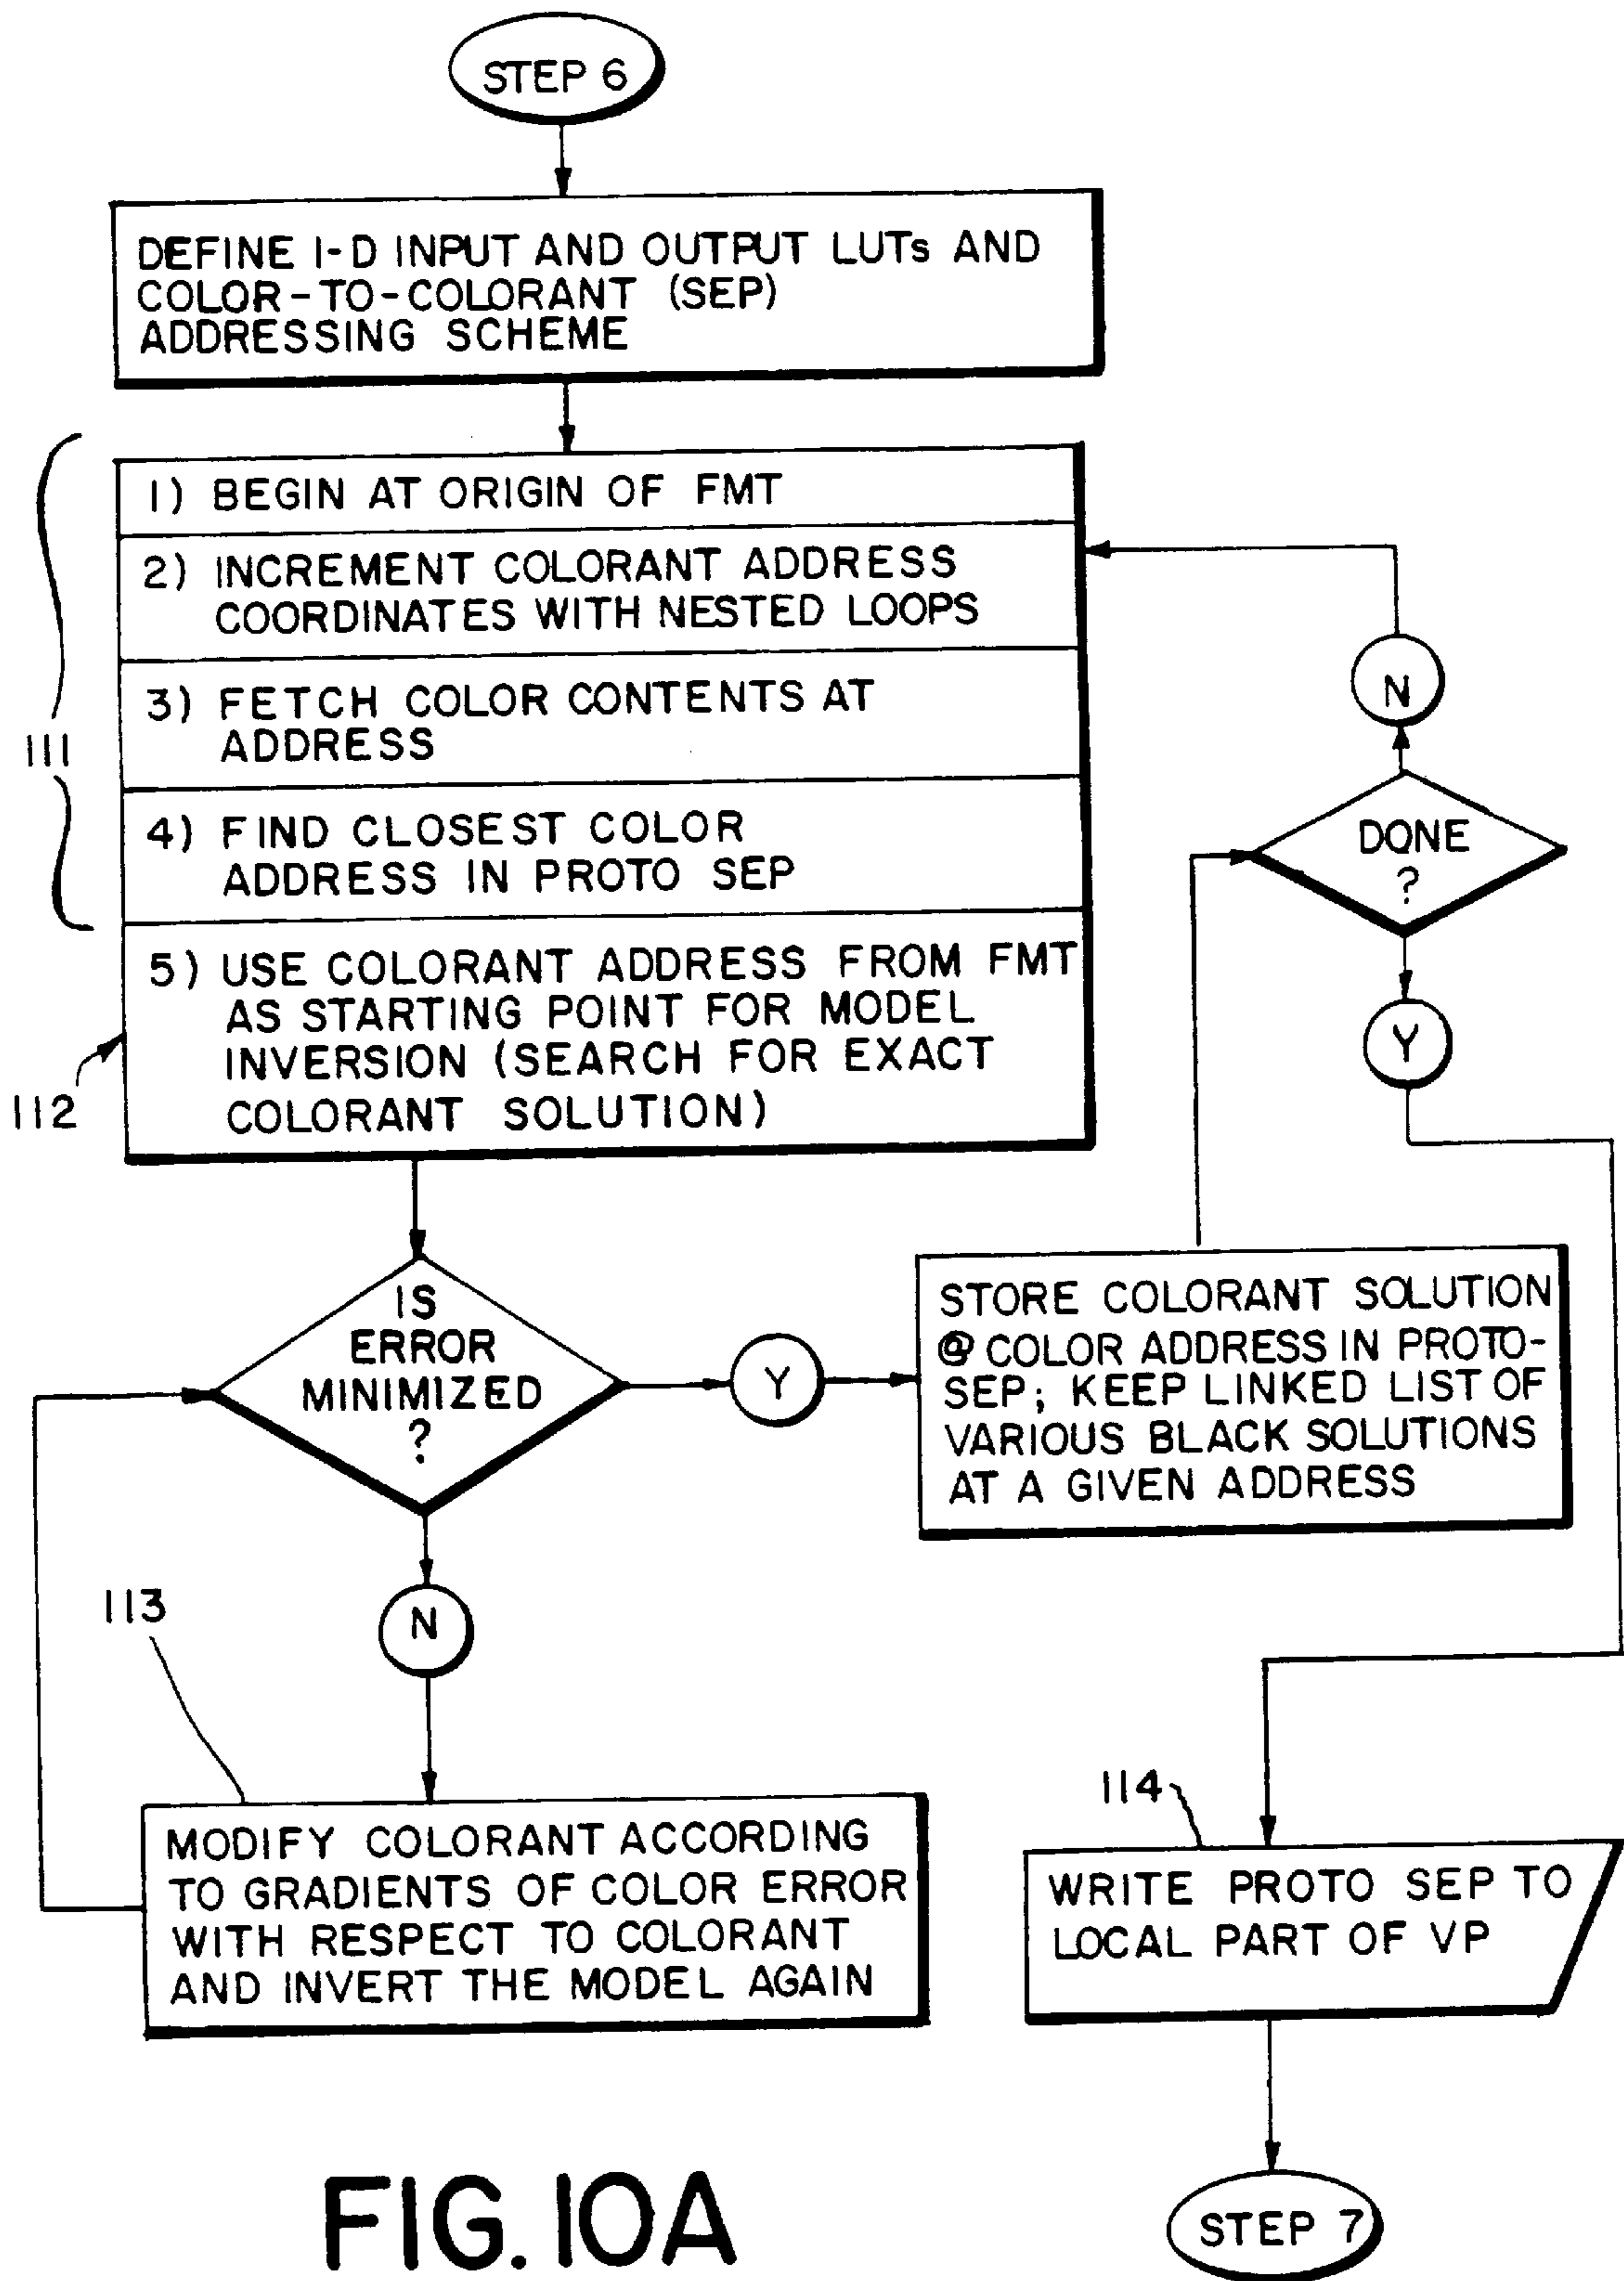 STEP 6
DEFINE 1-D INPUT AND OUTPUT LUTs AND
COLOR-TO-COLORANT (SEP)
ADDRESSING SCHEME
1) BEGIN AT ORIGIN OF FMT
2) INCREMENT COLORANT ADDRESS
COORDINATES WITH NESTED LOOPS
3) FETCH COLOR CONTENTS AT
ADDRESS
4) FIND CLOSEST COLOR
ADDRESS IN PROTO SEP
5) USE COLORANT ADDRESS FROM FMT
AS STARTING POINT FOR MODEL
INVERSION (SEARCH FOR EXACT
COLORANT SOLUTION)
111
112
N
DONE
?
Y
IS
ERROR
MINIMIZED
?
Y
STORE COLORANT SOLUTION
@ COLOR ADDRESS IN PROTO-
SEP; KEEP LINKED LIST OF
VARIOUS BLACK SOLUTIONS
AT A GIVEN ADDRESS
N
113
MODIFY COLORANT ACCORDING
TO GRADIENTS OF COLOR ERROR
WITH RESPECT TO COLORANT
AND INVERT THE MODEL AGAIN
114
WRITE PROTO SEP TO
LOCAL PART OF VP
STEP 7
FIG. 10A